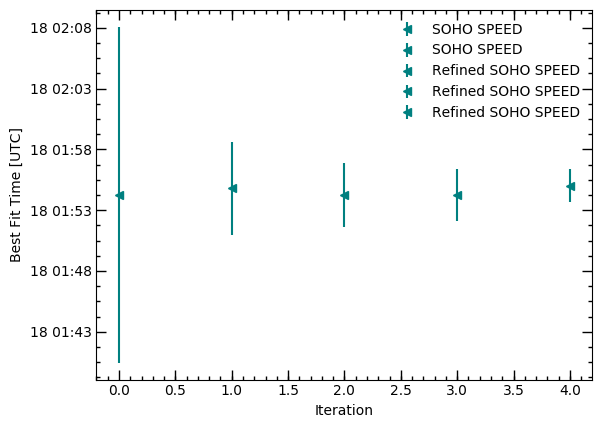 18 02:08
18 02:03
18 01:58
18 01:53
18 01:48
18 01:43
Best Fit Time [UTC]
SOHO SPEED
SOHO SPEED
Refined SOHO SPEED
Refined SOHO SPEED
Refined SOHO SPEED
0.0 0.5 1.0 1.5 2.0 2.5 3.0 3.5 4.0
Iteration